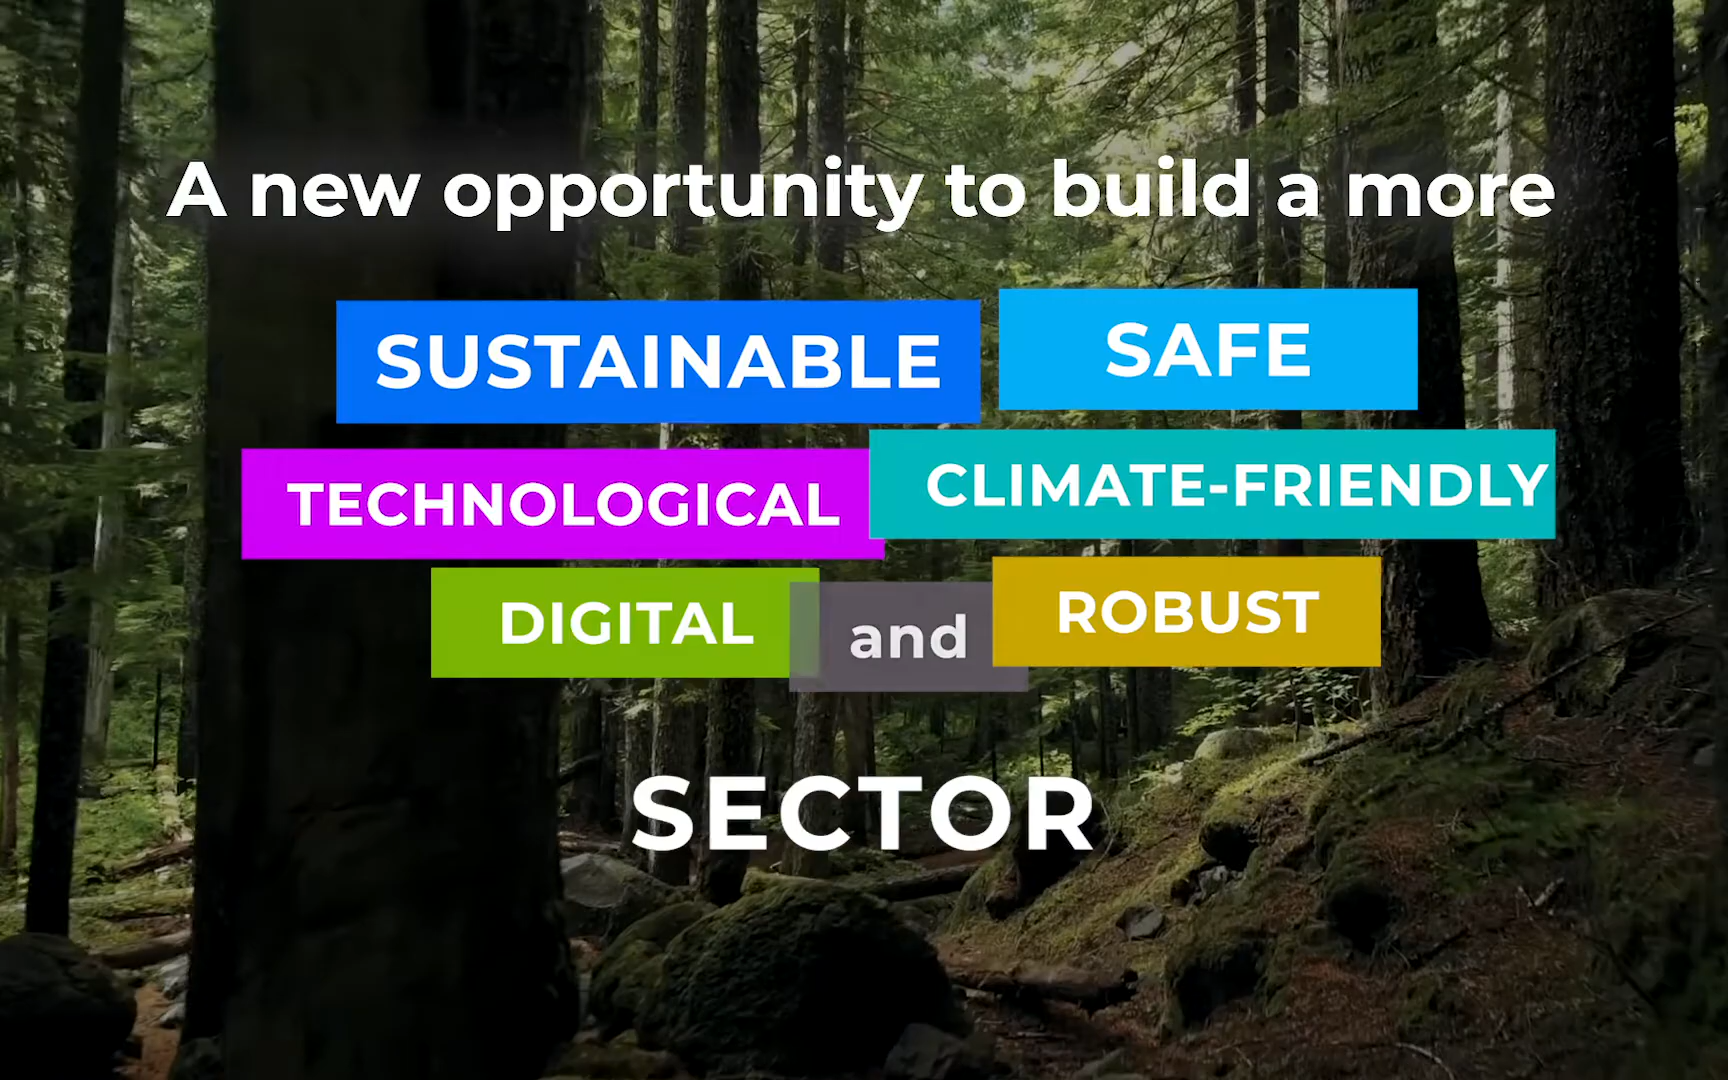 A new opportunity to build a more
SUSTAINABLE SAFE
TECHNOLOGICAL CLIMATE-FRIENDLY
DIGITAL and ROBUST
SECTOR